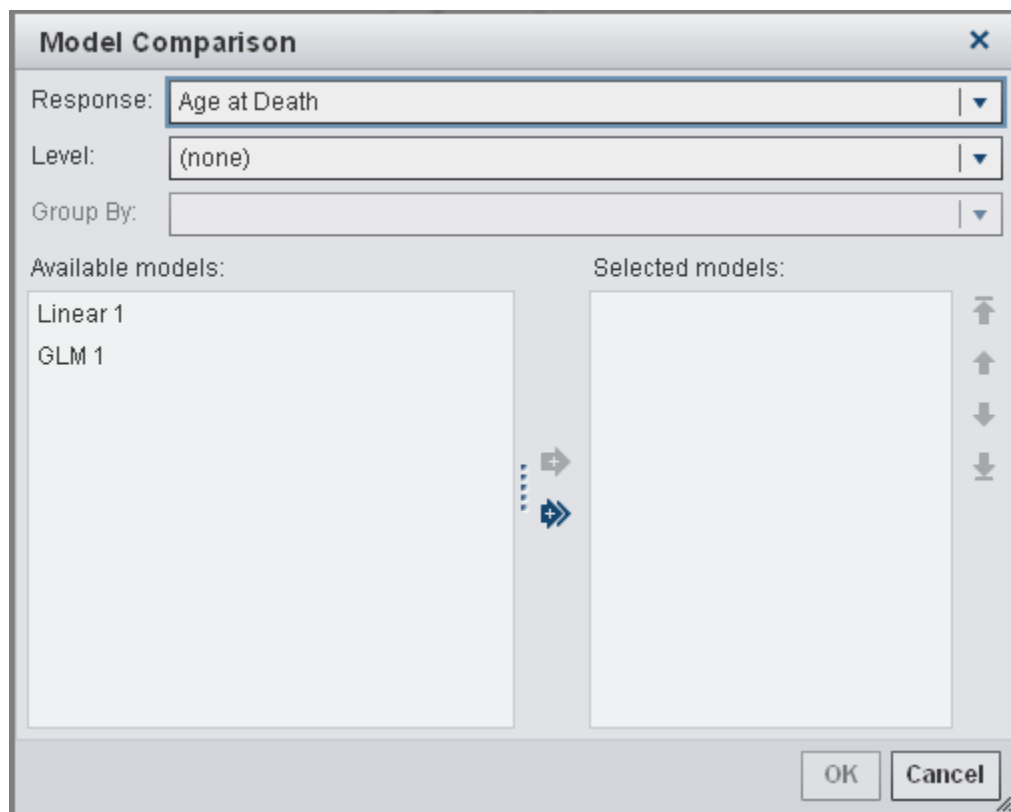 Model Comparison
Response: Age at Death
Level: (none)
Group By:
Available models: Selected models:
Linear 1
GLM 1
OK Cancel